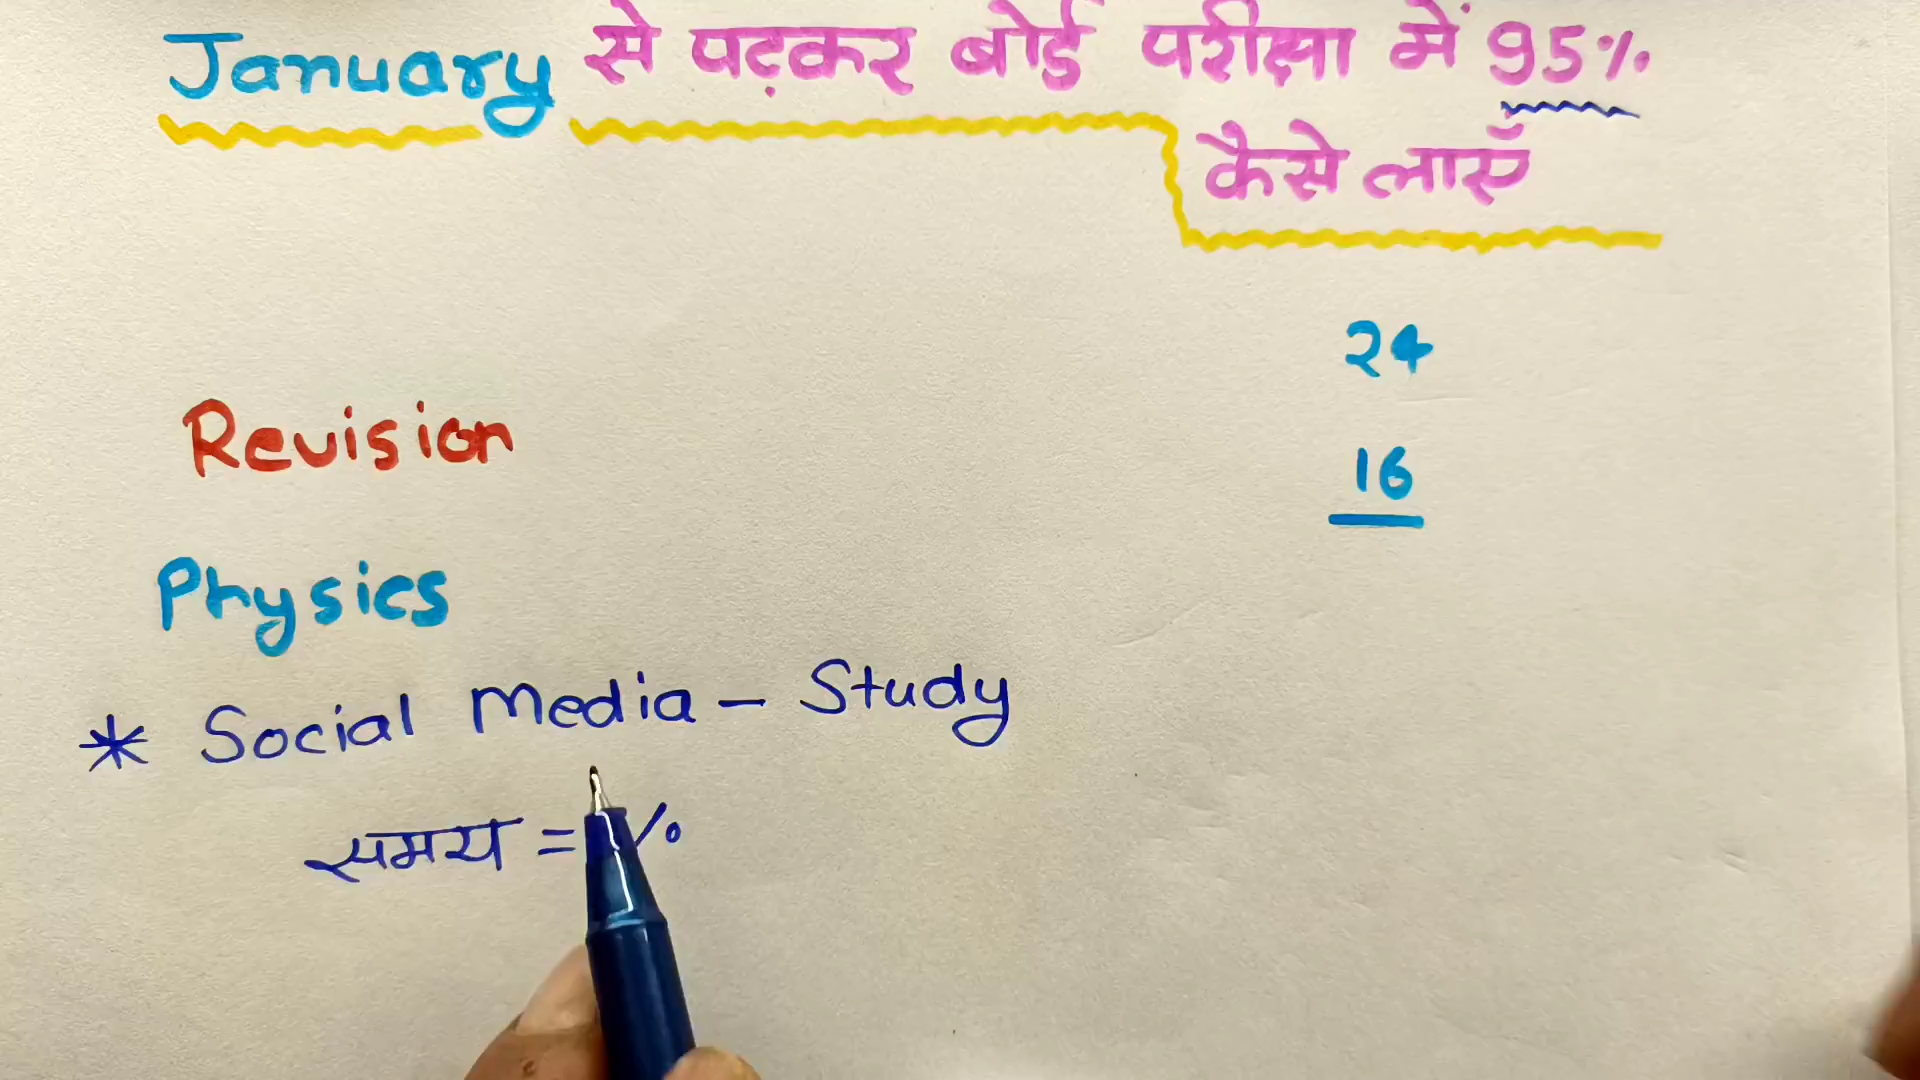 January से पढ़कर बोर्ड परीक्षा में 95%
कैसे लाएँ
24
Revision
16
Physics
* Social Media - Study
समय = %